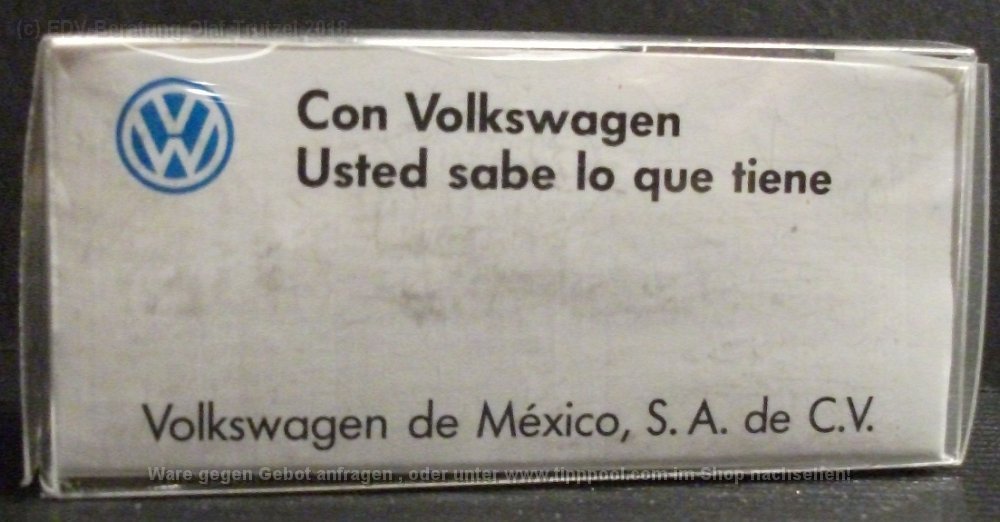 (c) EDV-Beratung Olaf Trutzel 2018
Con Volkswagen
Usted sabe lo que tiene
Volkswagen de México, S.A. de C.V.
Ware gegen Gebot anfragen , oder unter www.tipppool.com im Shop nachsehen!